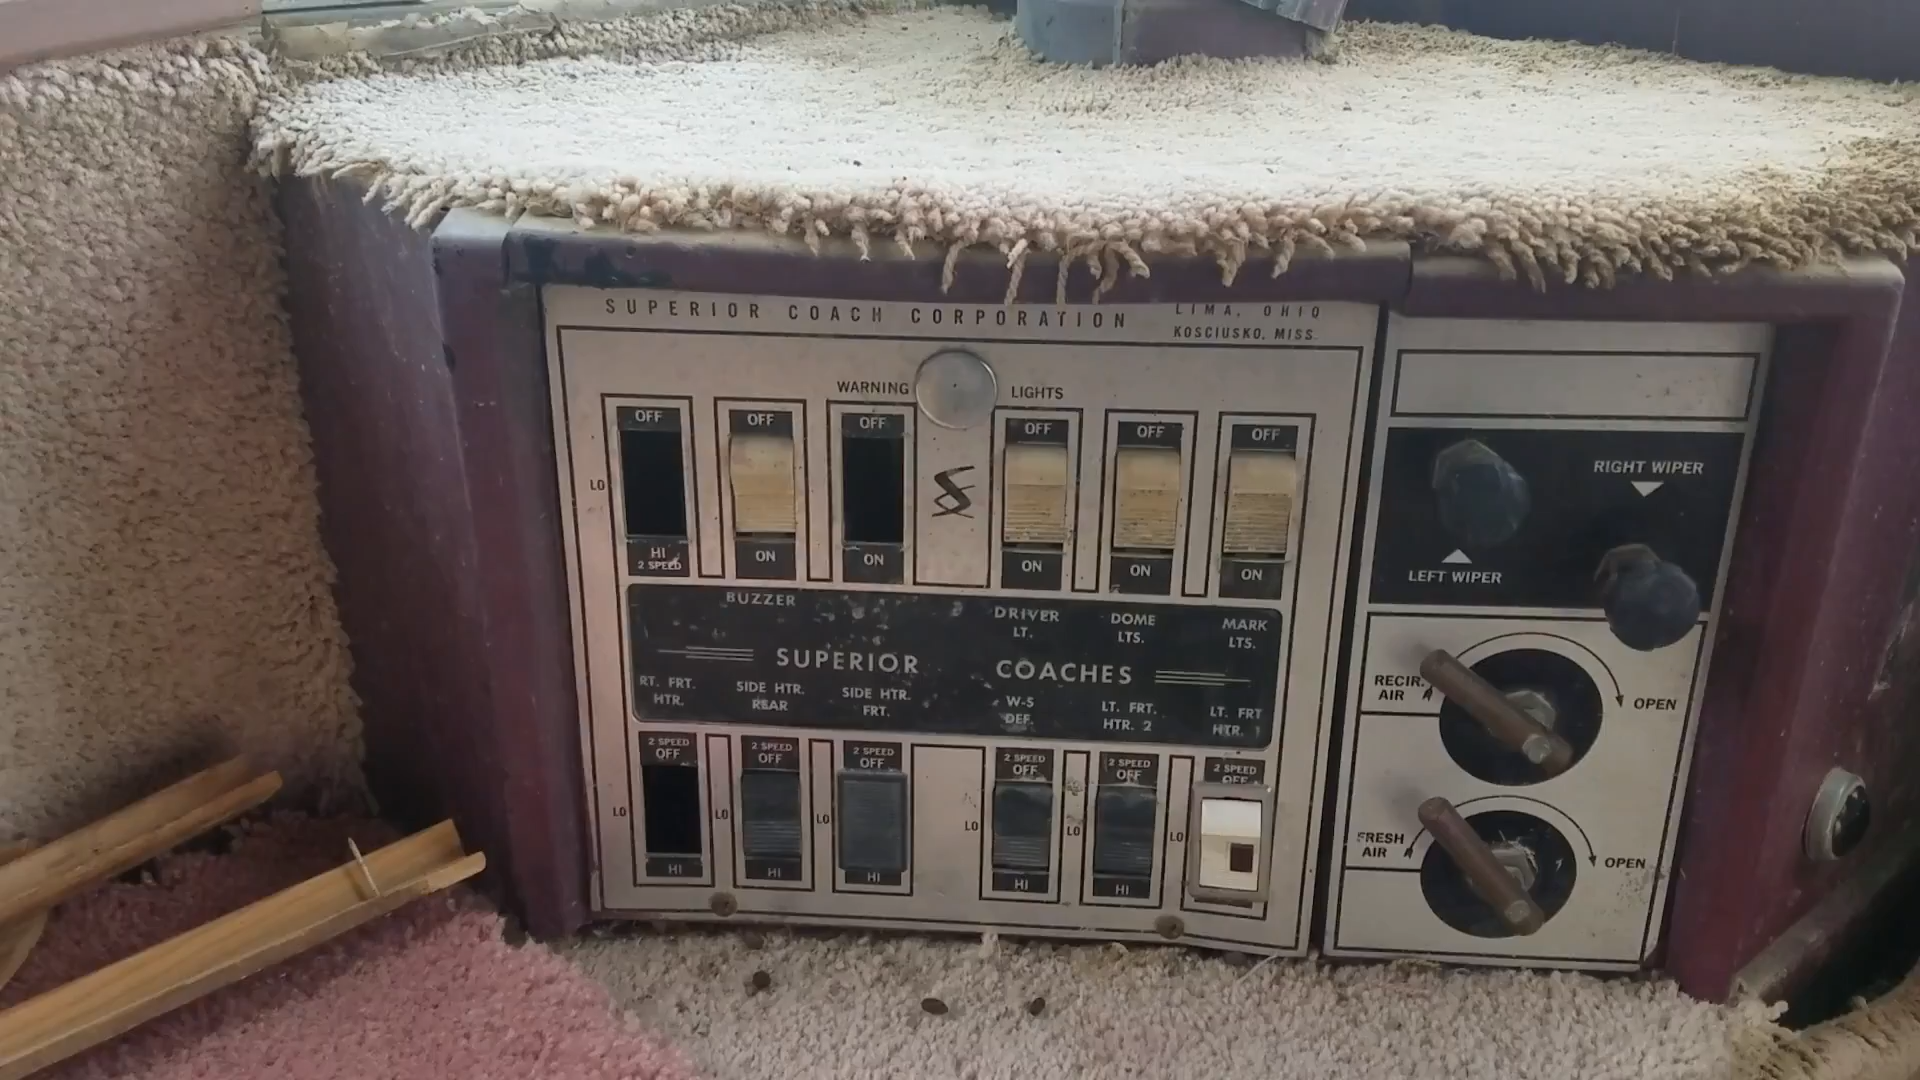 SUPERIOR COACH CORPORATION
LIMA, OHIO
KOSCIUSKO, MISS.
WARNING LIGHTS
OFF OFF OFF OFF OFF OFF
LO
HI ON ON ON ON ON
2 SPEED
BUZZER DRIVER LT. DOME LTS. MARK LTS.
SUPERIOR COACHES
RT. FRT. HTR. SIDE HTR. REAR SIDE HTR. FRT. W-S DEF. LT. FRT. HTR. 2 LT. FRT HTR. 1
2 SPEED 2 SPEED 2 SPEED 2 SPEED 2 SPEED 2 SPEED
OFF OFF OFF OFF OFF OFF
LO LO LO LO LO LO
HI HI HI HI HI
RIGHT WIPER
LEFT WIPER
RECIR. AIR OPEN
FRESH AIR OPEN